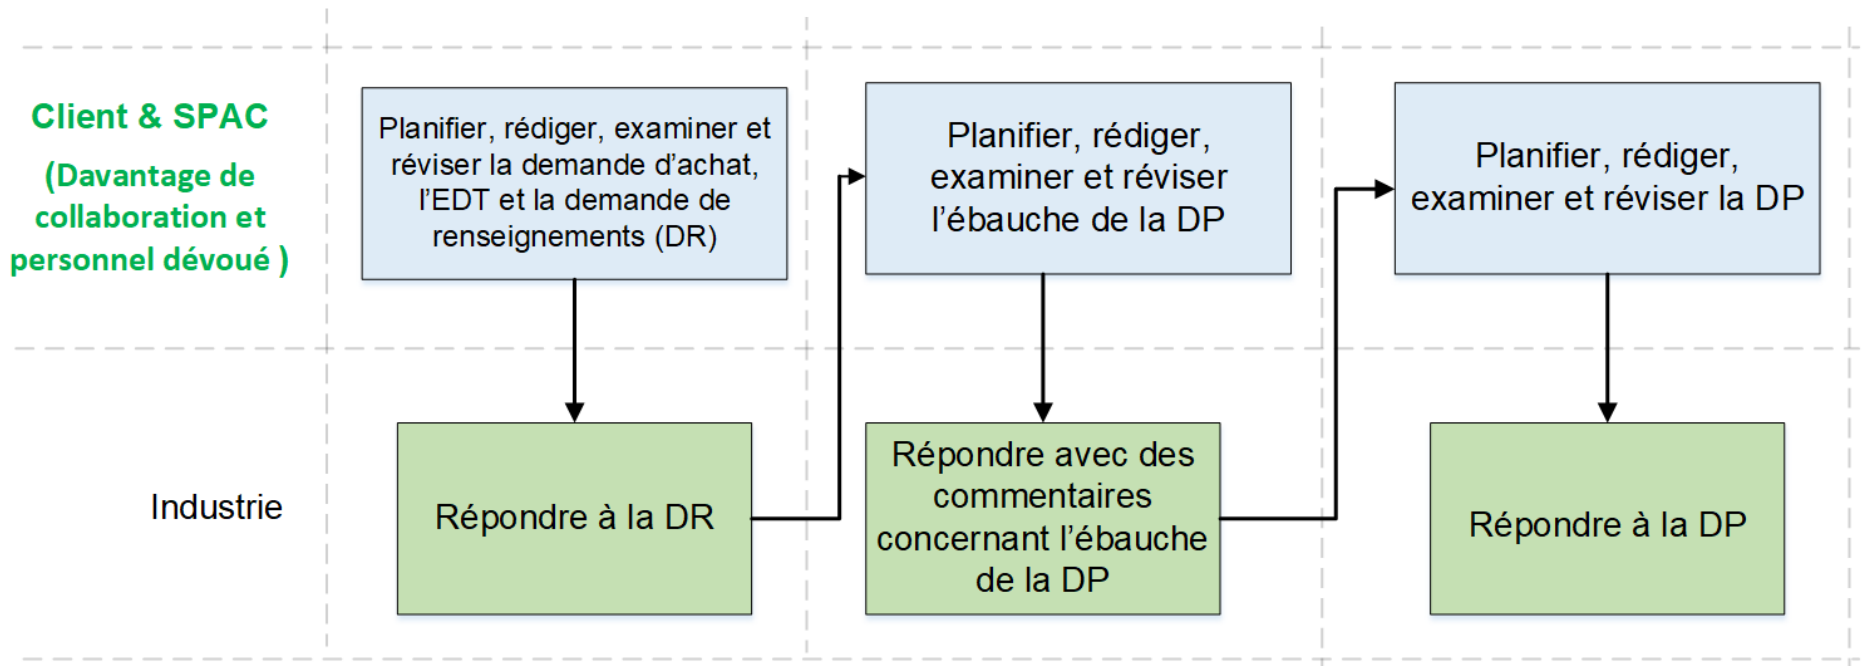 Client & SPAC
(Davantage de
collaboration et
personnel dévoué )
Planifier, rédiger, examiner et
réviser la demande d'achat,
l'EDT et la demande de
renseignements (DR)
Planifier, rédiger,
examiner et réviser
l'ébauche de la DP
Planifier, rédiger,
examiner et réviser la DP
Industrie
Répondre à la DR
Répondre avec des
commentaires
concernant l'ébauche
de la DP
Répondre à la DP